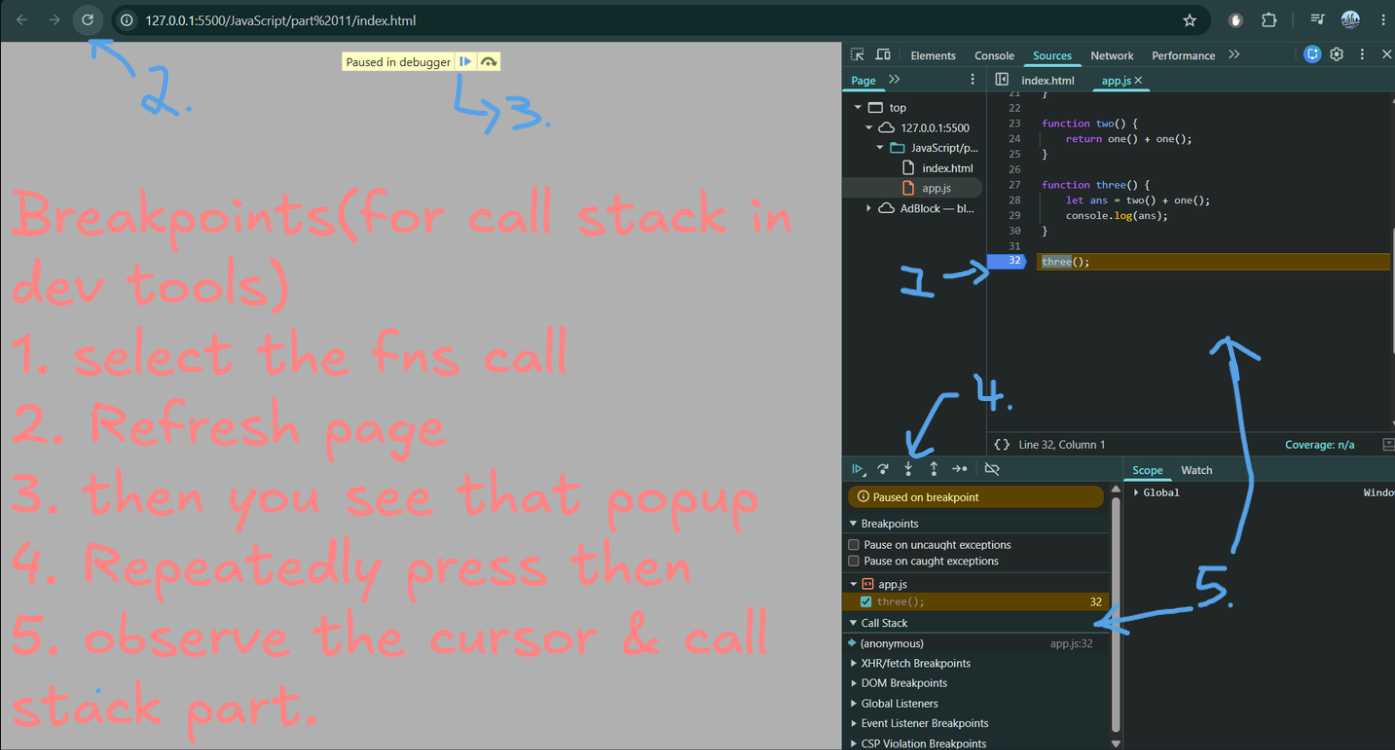 127.0.0.1:5500/JavaScript/part%2011/index.html
Paused in debugger
2.
3.
Breakpoints(for call stack in
dev tools)
1. select the fns call
2. Refresh page
3. then you see that popup
4. Repeatedly press then
5. observe the cursor & call
stack part.
Elements Console Sources Network Performance
Page
index.html app.js
top
127.0.0.1:5500
JavaScript/p...
index.html
app.js
AdBlock — bl...
21 }
22
23 function two() {
24 return one() + one();
25 }
26
27 function three() {
28 let ans = two() + one();
29 console.log(ans);
30 }
31
32 three();
1
4.
{} Line 32, Column 1 Coverage: n/a
Paused on breakpoint
Breakpoints
Pause on uncaught exceptions
Pause on caught exceptions
app.js
three(); 32
Call Stack
(anonymous) app.js:32
XHR/fetch Breakpoints
DOM Breakpoints
Global Listeners
Event Listener Breakpoints
CSP Violation Breakpoints
Scope Watch
Global Windo
5.